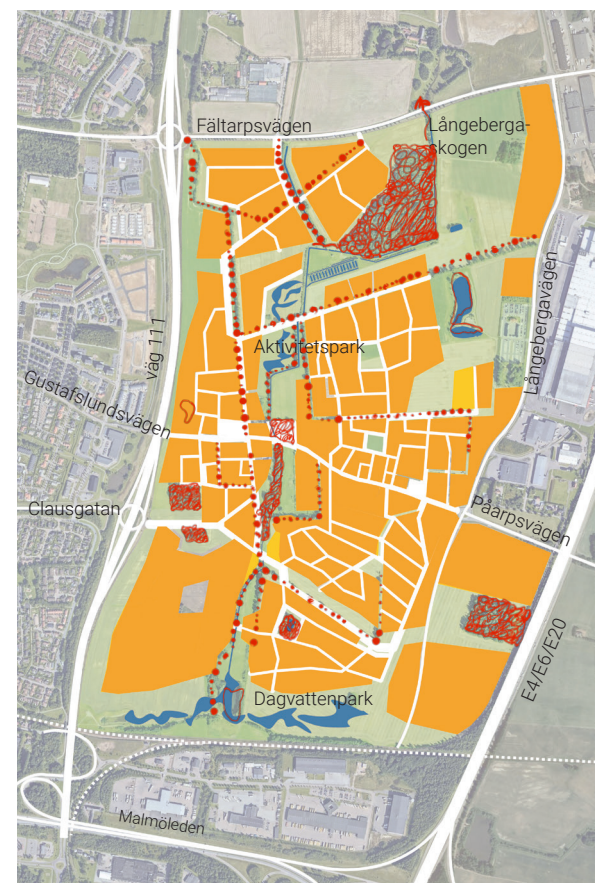 Fältarpsvägen
Långeberga-
skogen
Långebergavägen
väg 111
Aktivitetspark
Gustafslundsvägen
Clausgatan
Påarpsvägen
E4/E6/E20
Dagvattenpark
Malmöleden